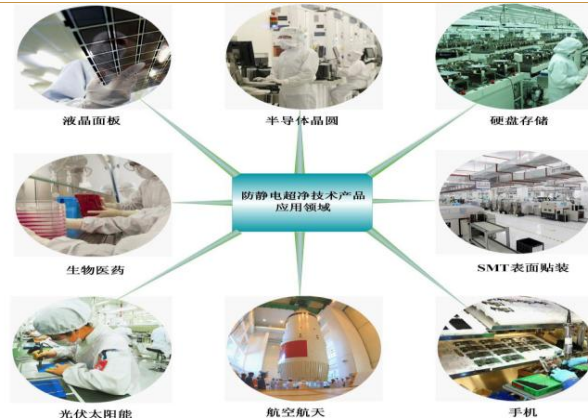 液晶面板
半导体晶圆
硬盘存储
防静电超净技术产品
应用领域
生物医药
SMT表面贴装
光伏太阳能
航空航天
手机